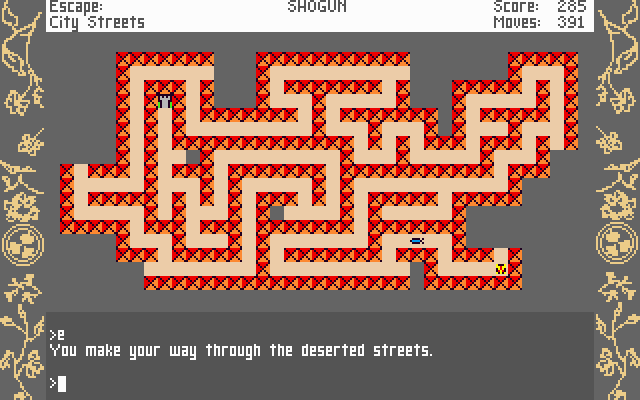 Escape: SHOGUN Score: 285
City Streets Moves: 391
>e
You make your way through the deserted streets.
>